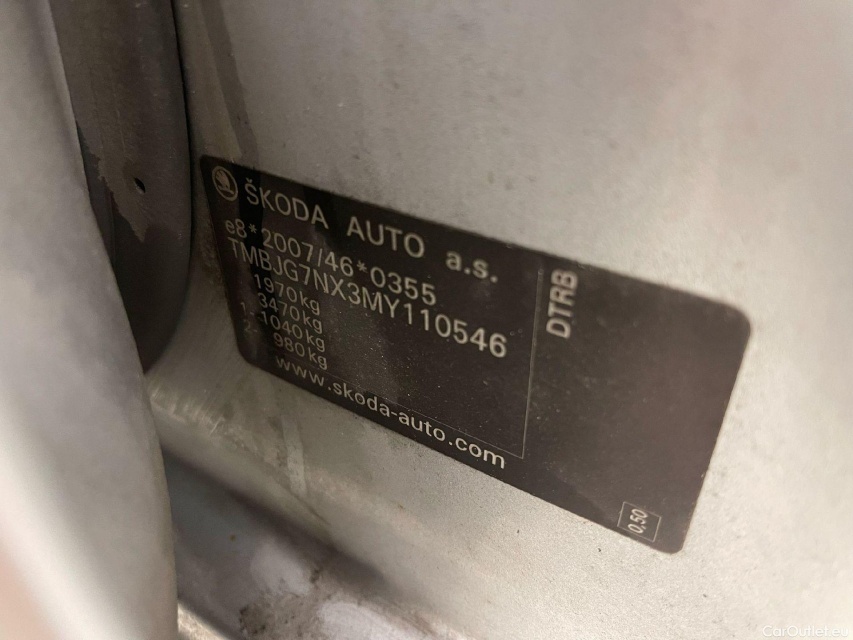 ŠKODA AUTO a.s.
e8*2007/46*0355
TMBJG7NX3MY110546
1970kg
3470kg
1 - 1040kg
2 - 980kg
www.skoda-auto.com
DTRB
0,50
CarOutlet.eu